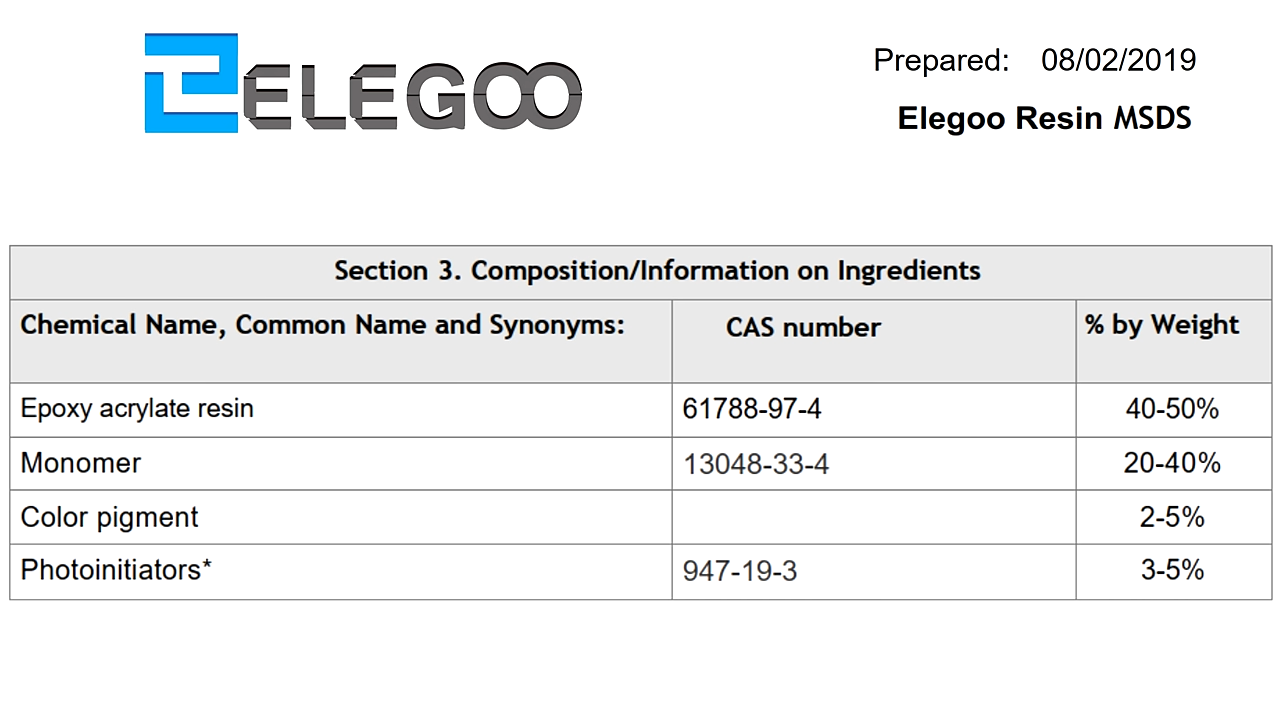 ELEGOO
Prepared: 08/02/2019
Elegoo Resin MSDS
Section 3. Composition/Information on Ingredients
Chemical Name, Common Name and Synonyms: CAS number % by Weight
Epoxy acrylate resin 61788-97-4 40-50%
Monomer 13048-33-4 20-40%
Color pigment 2-5%
Photoinitiators* 947-19-3 3-5%